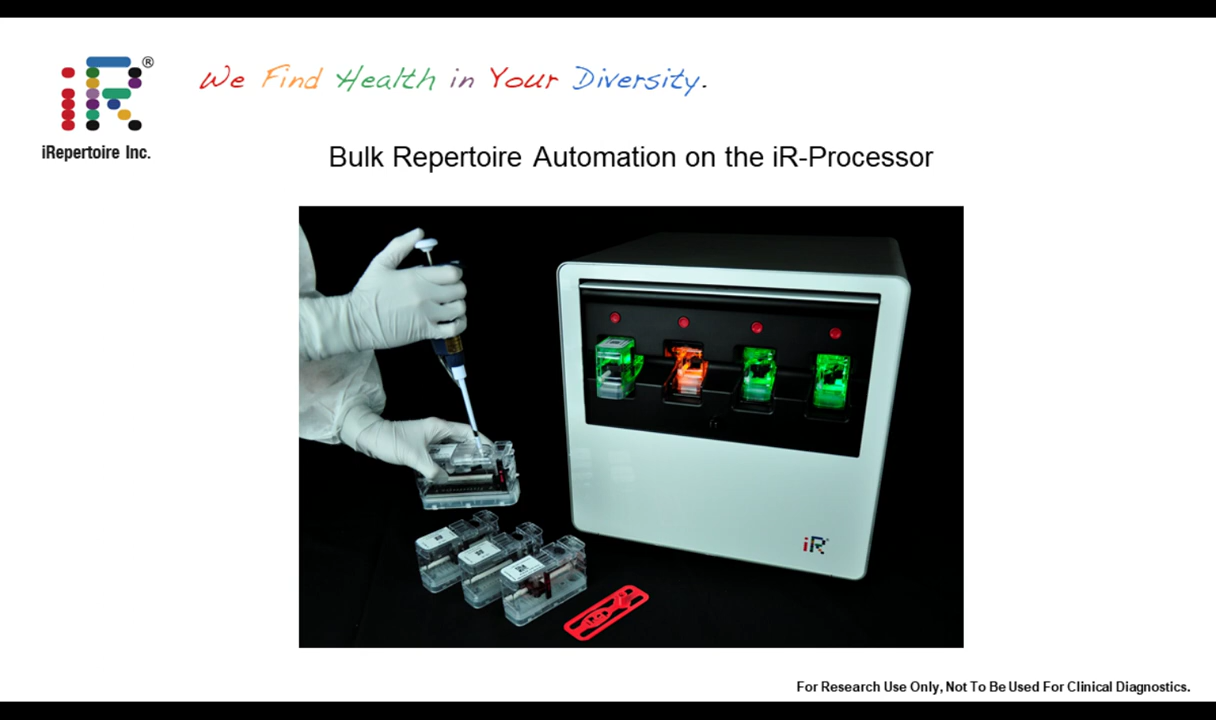 iR®
We Find Health in Your Diversity.
iRepertoire Inc.
Bulk Repertoire Automation on the iR-Processor
iR
For Research Use Only, Not To Be Used For Clinical Diagnostics.